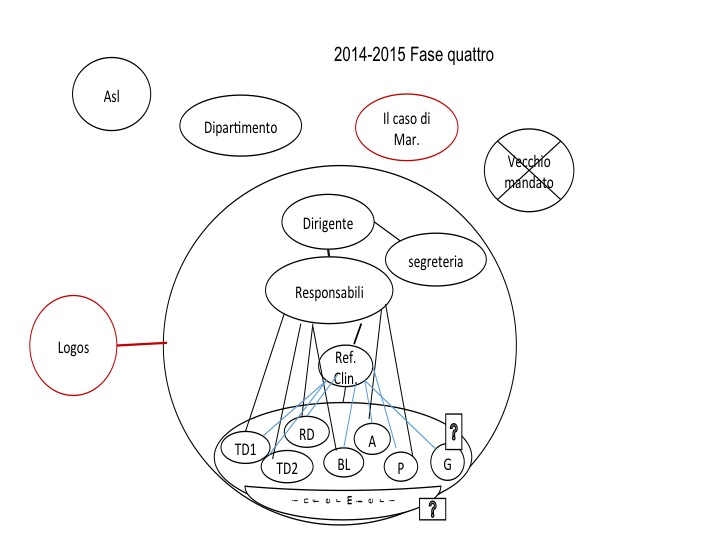 2014-2015 Fase quattro
Asl
Dipartimento
Il caso di
Mar.
Vecchio
mandato
Dirigente
segreteria
Responsabili
Logos
Ref.
Clin.
RD
A
?
TD1
TD2
BL
P
G
infermieri
?